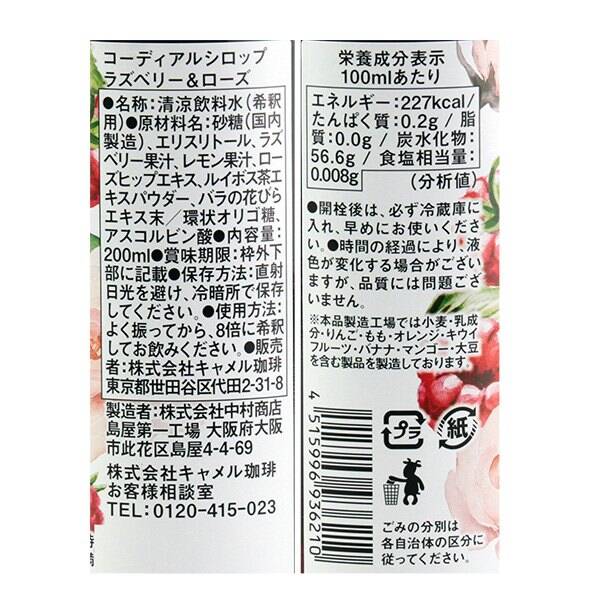 コーディアルシロップ
ラズベリー&ローズ
●名称:清涼飲料水(希釈
用)●原材料名:砂糖(国内
製造)、エリスリトール、ラズ
ベリー果汁、レモン果汁、ロー
ズヒップエキス、ルイボス茶エ
キスパウダー、バラの花びら
エキス末/環状オリゴ糖、
アスコルビン酸●内容量:
200ml●賞味期限:枠外下
部に記載●保存方法:直射
日光を避け、冷暗所で保存
してください。●使用方法:
よく振ってから、8倍に希釈
してお飲みください。●販売
者:株式会社キャメル珈琲
東京都世田谷区代田2-31-8
製造者:株式会社中村商店
島屋第一工場 大阪府大阪
市此花区島屋4-4-69
株式会社キャメル珈琲
お客様相談室
TEL:0120-415-023
栄養成分表示
100mlあたり
エネルギー:227kcal/
たんぱく質:0.2g/脂
質:0.0g/炭水化物:
56.6g/食塩相当量:
0.008g (分析値)
●開栓後は、必ず冷蔵庫に
入れ、早めにお使いください。
●時間の経過により、液
色が変化する場合がござい
ますが、品質には問題ござ
いません。
※本品製造工場では小麦・乳成
分・りんご・もも・オレンジ・キウイ
フルーツ・バナナ・マンゴー・大豆
を含む製品を製造しております。
プラ
紙
4515996936210
ごみの分別は
各自治体の区分に
従ってください。